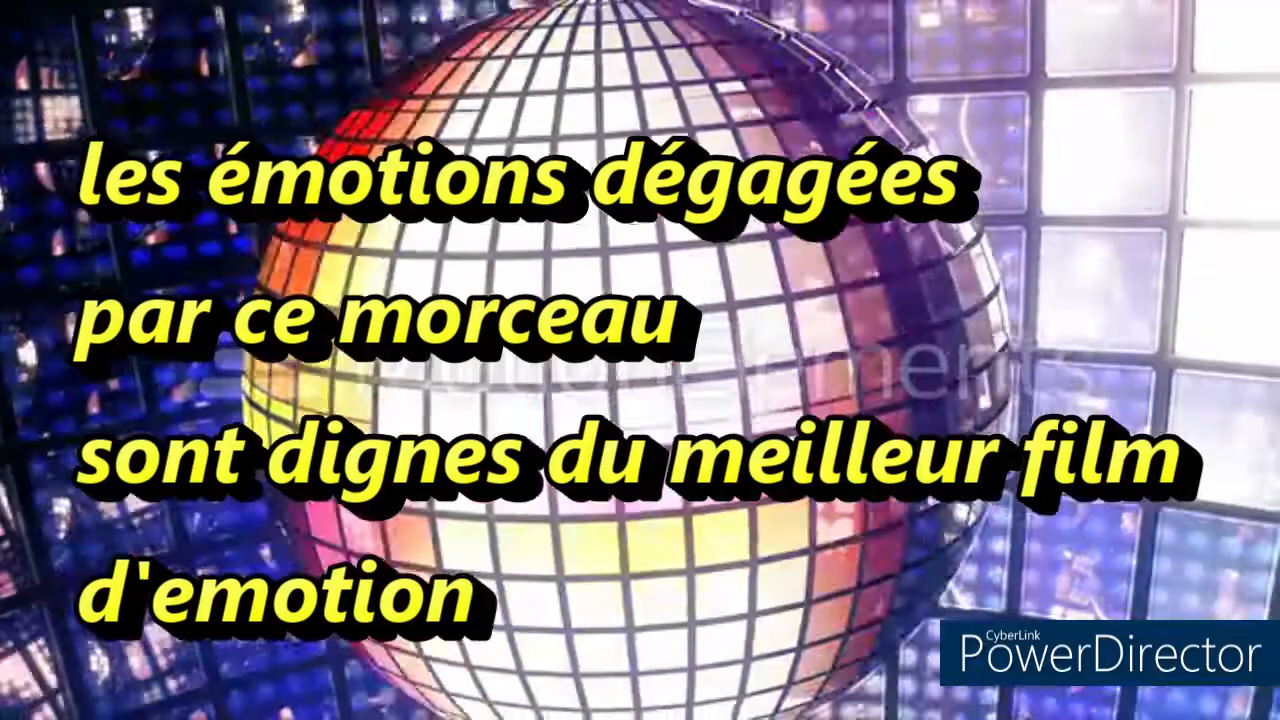 les émotions dégagées
par ce morceau
sont dignes du meilleur film
d'emotion
CyberLink
PowerDirector